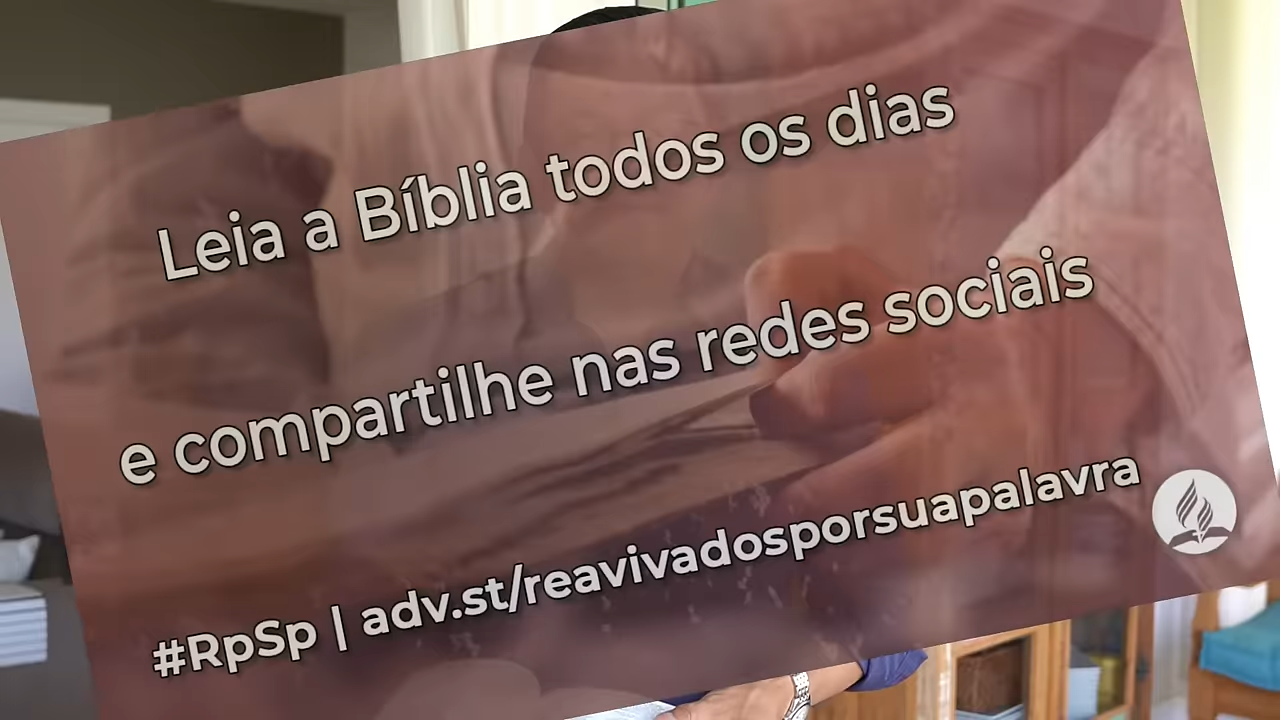 Leia a Bíblia todos os dias
e compartilhe nas redes sociais
#RpSp | adv.st/reavivadosporsuapalavra